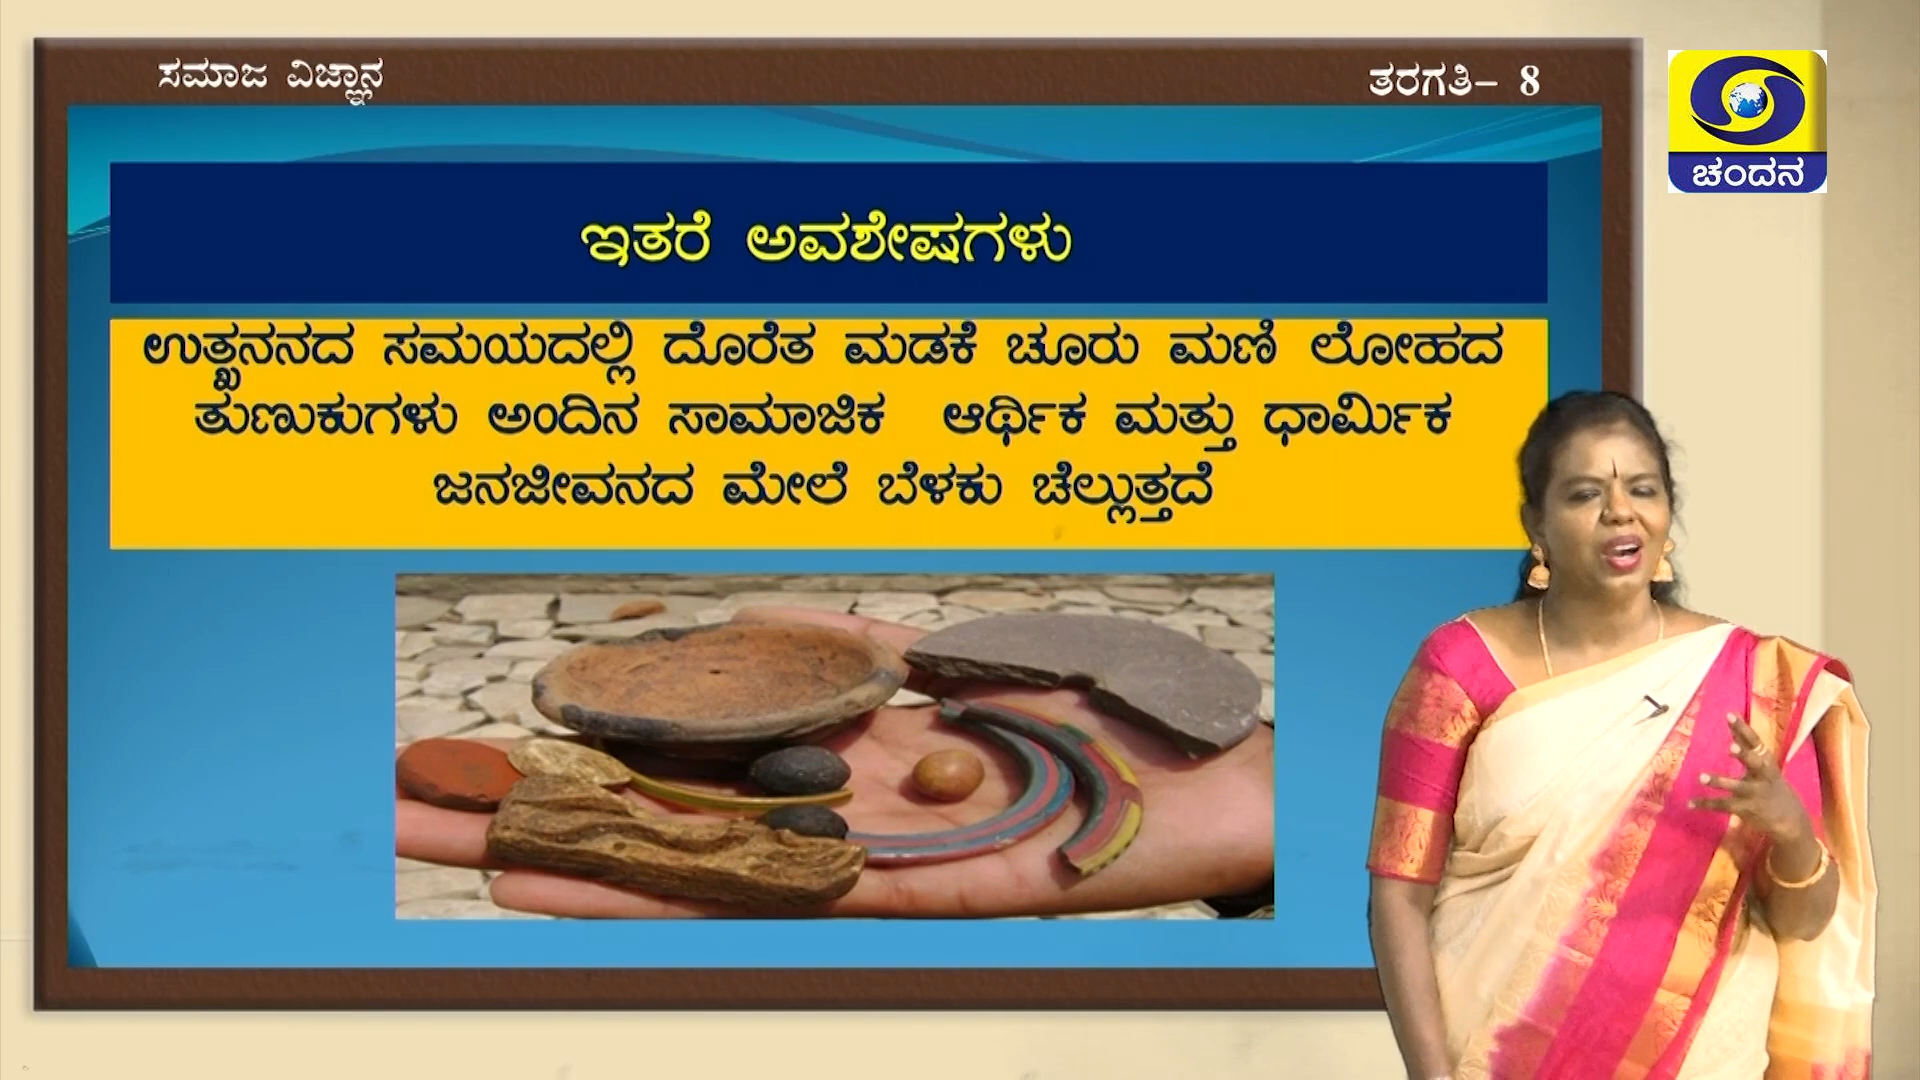 ಸಮಾಜ ವಿಜ್ಞಾನ
ತರಗತಿ– 8
ಚಂದನ
ಇತರೆ ಅವಶೇಷಗಳು
ಉತ್ಖನನದ ಸಮಯದಲ್ಲಿ ದೊರೆತ ಮಡಕೆ ಚೂರು ಮಣಿ ಲೋಹದ
ತುಣುಕುಗಳು ಅಂದಿನ ಸಾಮಾಜಿಕ ಆರ್ಥಿಕ ಮತ್ತು ಧಾರ್ಮಿಕ
ಜನಜೀವನದ ಮೇಲೆ ಬೆಳಕು ಚೆಲ್ಲುತ್ತದೆ